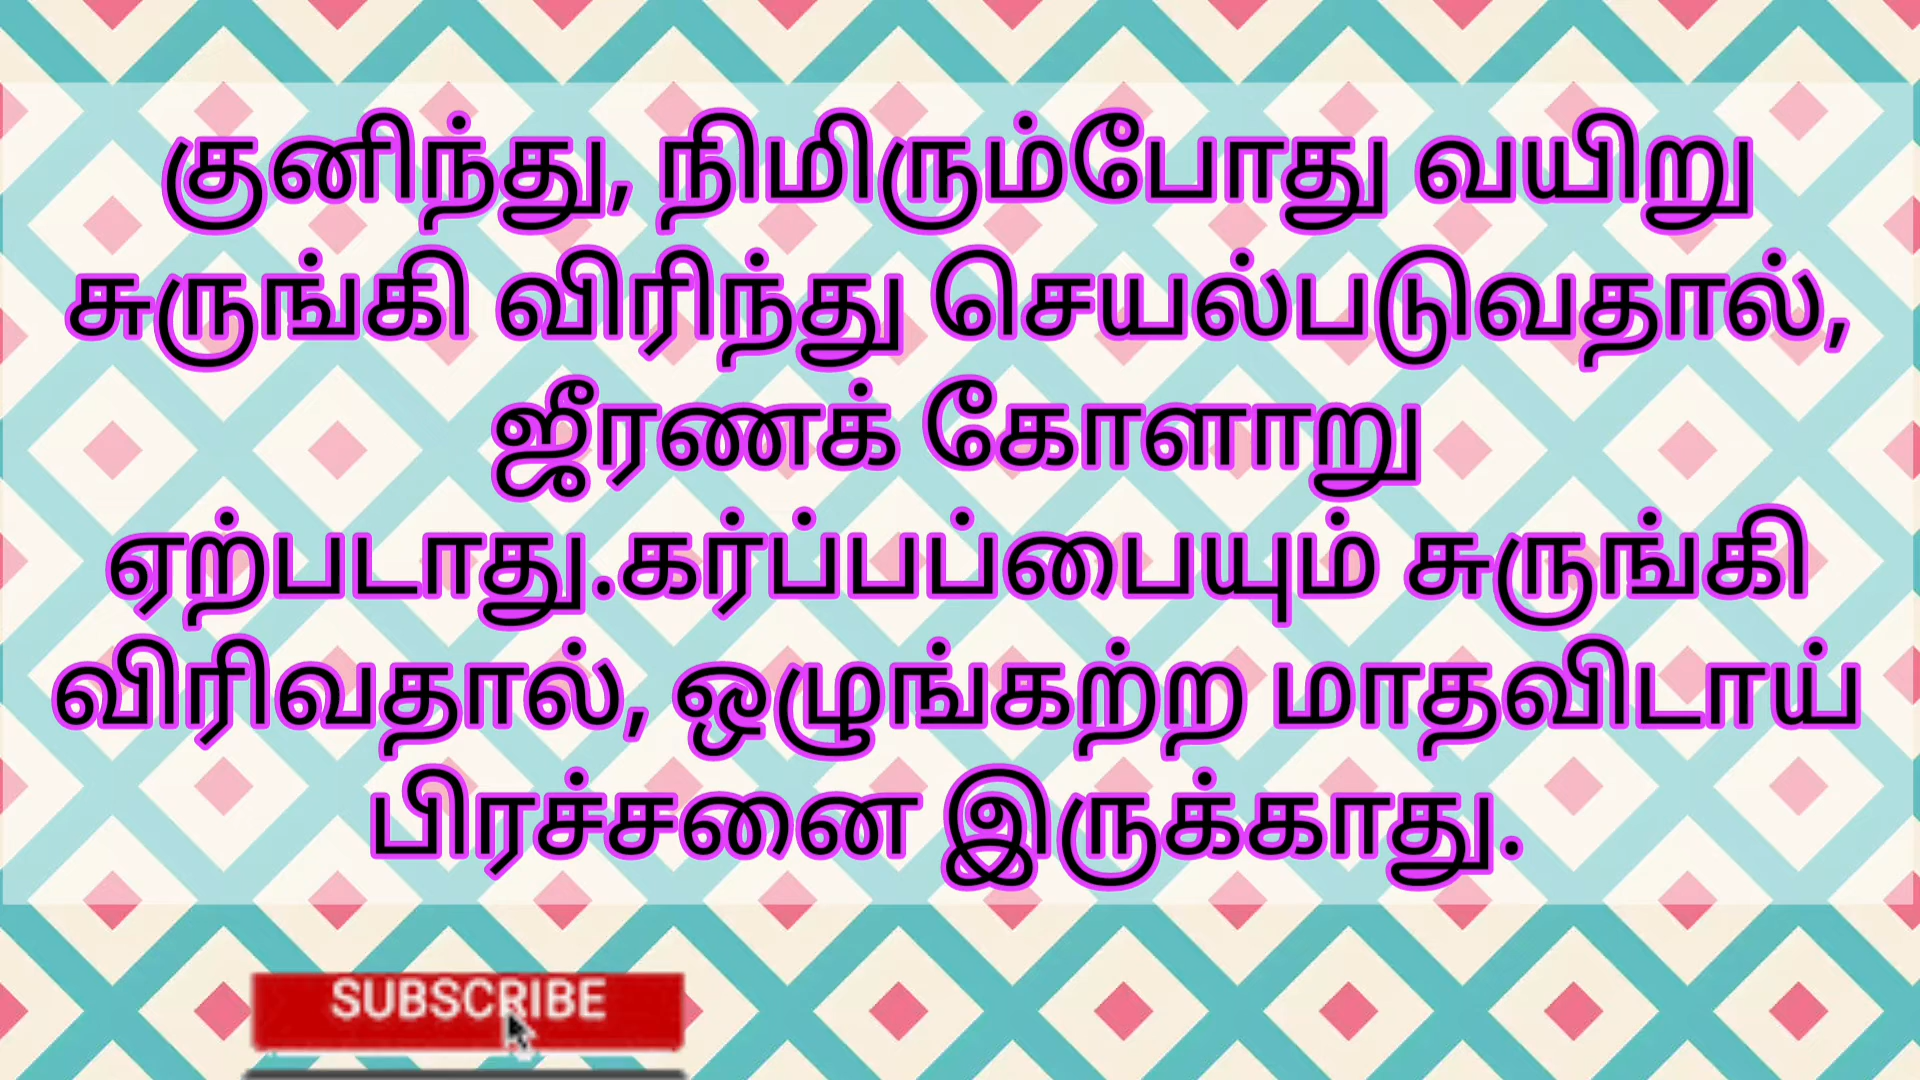 குனிந்து, நிமிரும்போது வயிறு
சுருங்கி விரிந்து செயல்படுவதால்,
ஜீரணக் கோளாறு
ஏற்படாது.கர்ப்பப்பையும் சுருங்கி
விரிவதால், ஒழுங்கற்ற மாதவிடாய்
பிரச்சனை இருக்காது.
SUBSCRIBE